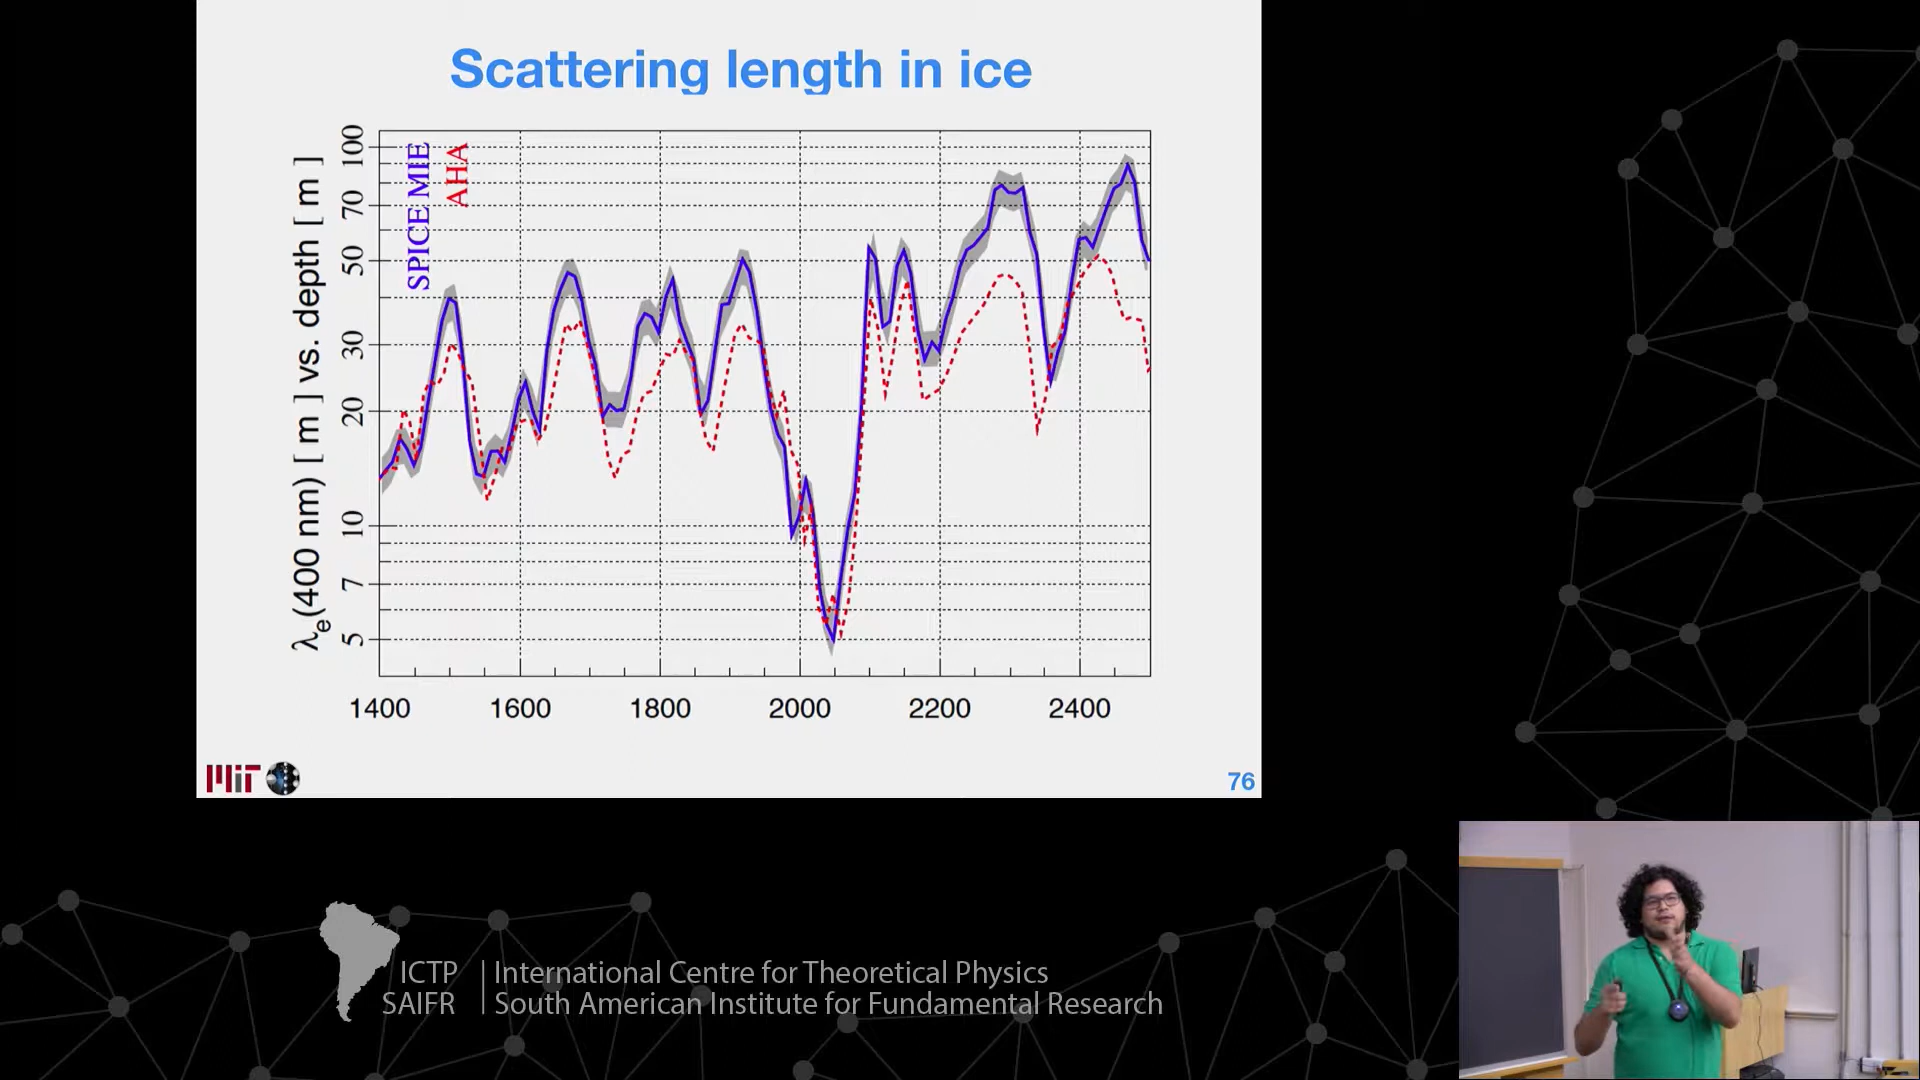 Scattering length in ice
λe(400 nm) [ m ] vs. depth [ m ]
100
70
50
30
20
10
7
5
SPICE MIE
AHA
1400 1600 1800 2000 2200 2400
MiT
76
ICTP
SAIFR
International Centre for Theoretical Physics
South American Institute for Fundamental Research